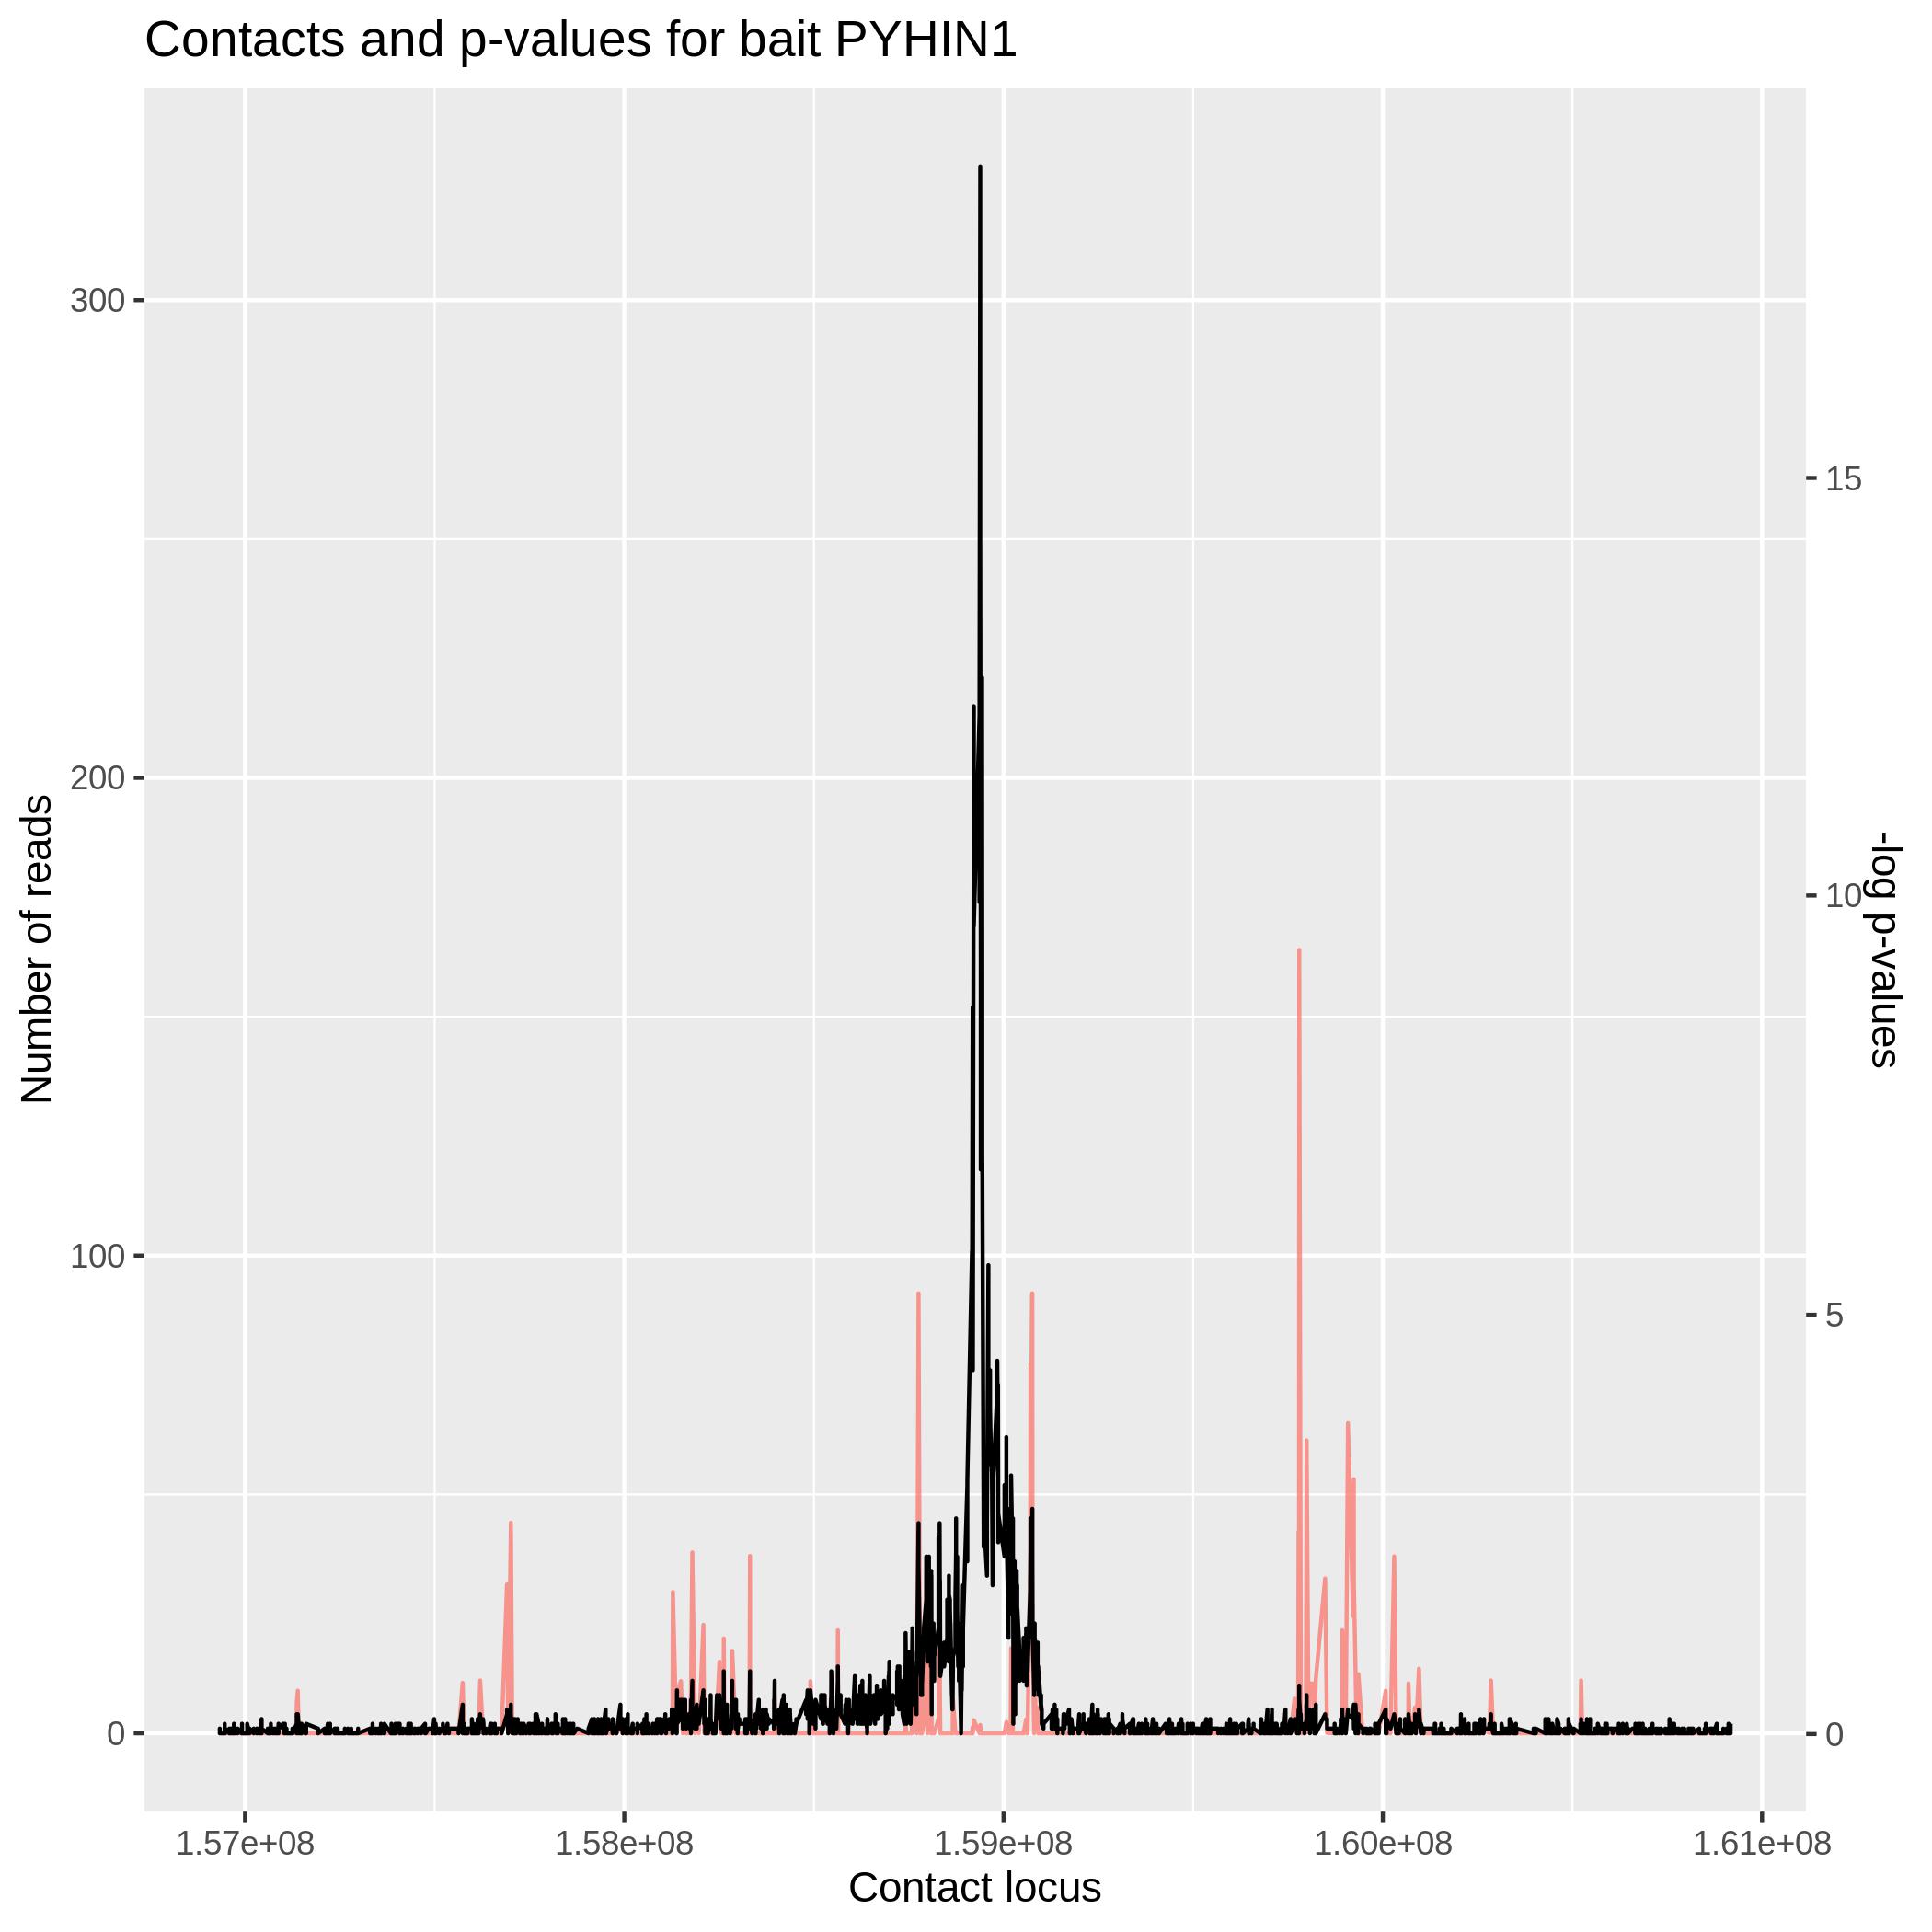 Contacts and p-values for bait PYHIN1
Number of reads
300
200
100
0
15
10
5
0
-log p-values
1.57e+08
1.58e+08
1.59e+08
1.60e+08
1.61e+08
Contact locus